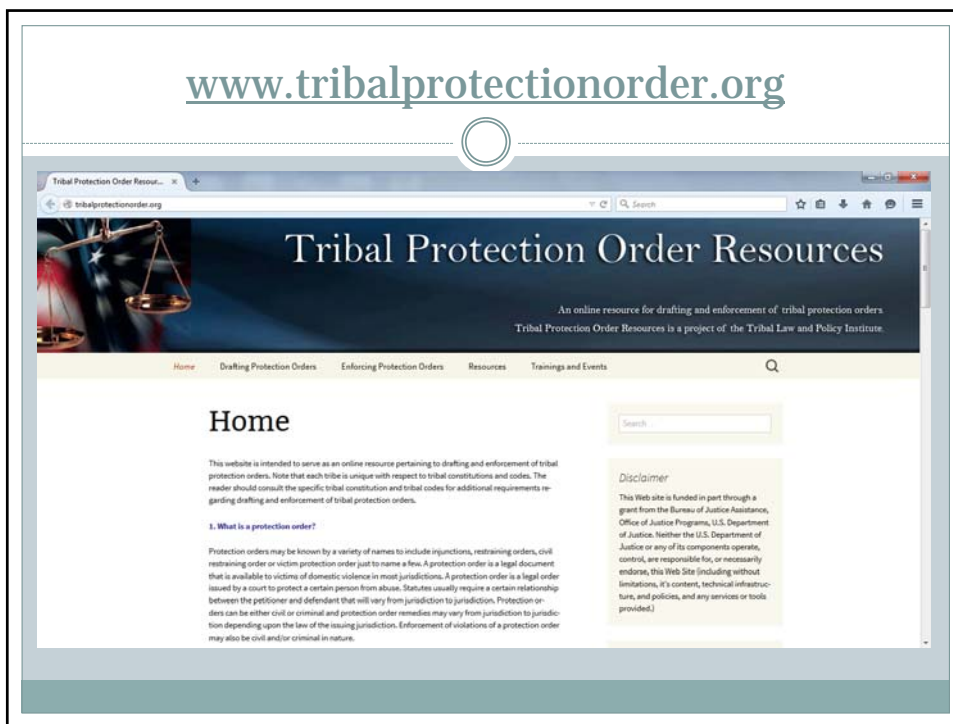 www.tribalprotectionorder.org
Tribal Protection Order Resour...
tribalprotectionorder.org
Search
Tribal Protection Order Resources
An online resource for drafting and enforcement of tribal protection orders.
Tribal Protection Order Resources is a project of the Tribal Law and Policy Institute.
Home Drafting Protection Orders Enforcing Protection Orders Resources Trainings and Events
Home
This website is intended to serve as an online resource pertaining to drafting and enforcement of tribal
protection orders. Note that each tribe is unique with respect to tribal constitutions and codes. The
reader should consult the specific tribal constitution and tribal codes for additional requirements re-
garding drafting and enforcement of tribal protection orders.
1. What is a protection order?
Protection orders may be known by a variety of names to include injunctions, restraining orders, civil
restraining order or victim protection order just to name a few. A protection order is a legal document
that is available to victims of domestic violence in most jurisdictions. A protection order is a legal order
issued by a court to protect a certain person from abuse. Statutes usually require a certain relationship
between the petitioner and defendant that will vary from jurisdiction to jurisdiction. Protection or-
ders can be either civil or criminal and protection order remedies may vary from jurisdiction to jurisdic-
tion depending upon the law of the issuing jurisdiction. Enforcement of violations of a protection order
may also be civil and/or criminal in nature.
Search ...
Disclaimer
This Web site is funded in part through a
grant from the Bureau of Justice Assistance,
Office of Justice Programs, U.S. Department
of Justice. Neither the U.S. Department of
Justice or any of its components operate,
control, are responsible for, or necessarily
endorse, this Web Site (including without
limitations, it's content, technical infrastruc-
ture, and policies, and any services or tools
provided.)